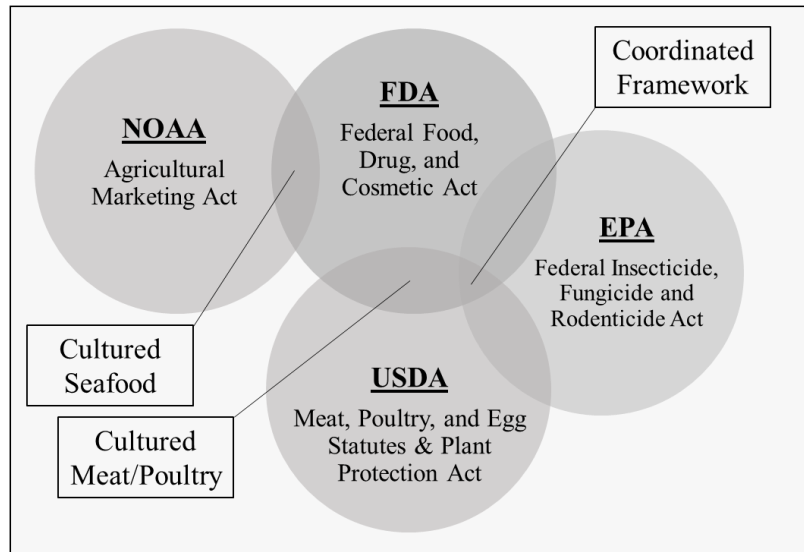 Coordinated
Framework
NOAA
Agricultural
Marketing Act
FDA
Federal Food,
Drug, and
Cosmetic Act
EPA
Federal Insecticide,
Fungicide and
Rodenticide Act
Cultured
Seafood
Cultured
Meat/Poultry
USDA
Meat, Poultry, and Egg
Statutes & Plant
Protection Act